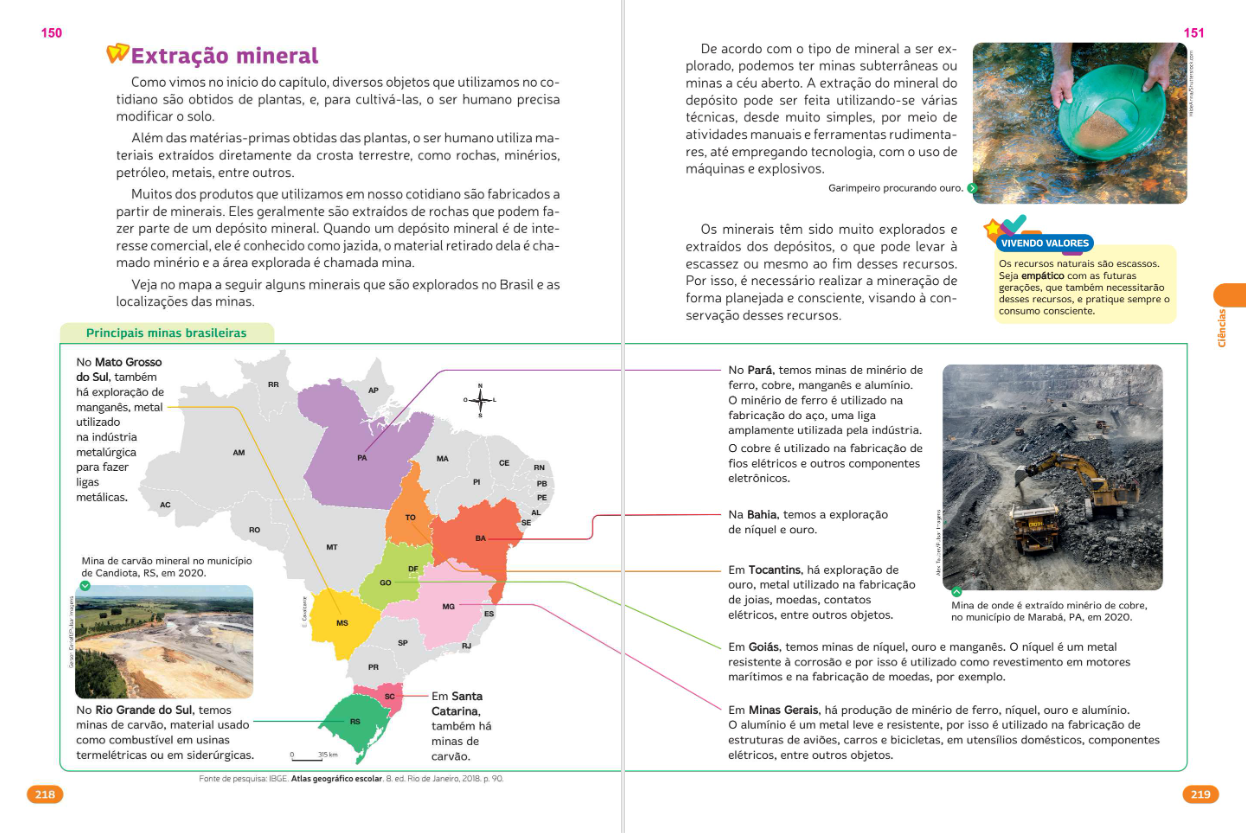 150
Extração mineral
Como vimos no início do capítulo, diversos objetos que utilizamos no co-
tidiano são obtidos de plantas, e, para cultivá-las, o ser humano precisa
modificar o solo.
Além das matérias-primas obtidas das plantas, o ser humano utiliza ma-
teriais extraídos diretamente da crosta terrestre, como rochas, minérios,
petróleo, metais, entre outros.
Muitos dos produtos que utilizamos em nosso cotidiano são fabricados a
partir de minerais. Eles geralmente são extraídos de rochas que podem fa-
zer parte de um depósito mineral. Quando um depósito mineral é de inte-
resse comercial, ele é conhecido como jazida, o material retirado dela é cha-
mado minério e a área explorada é chamada mina.
Veja no mapa a seguir alguns minerais que são explorados no Brasil e as
localizações das minas.
151
De acordo com o tipo de mineral a ser ex-
plorado, podemos ter minas subterrâneas ou
minas a céu aberto. A extração do mineral do
depósito pode ser feita utilizando-se várias
técnicas, desde muito simples, por meio de
atividades manuais e ferramentas rudimenta-
res, até empregando tecnologia, com o uso de
máquinas e explosivos.
Garimpeiro procurando ouro.
Os minerais têm sido muito explorados e
extraídos dos depósitos, o que pode levar à
escassez ou mesmo ao fim desses recursos.
Por isso, é necessário realizar a mineração de
forma planejada e consciente, visando à con-
servação desses recursos.
VIVENDO VALORES
Os recursos naturais são escassos.
Seja empático com as futuras
gerações, que também necessitarão
desses recursos, e pratique sempre o
consumo consciente.
Ciências
Principais minas brasileiras
No Mato Grosso
do Sul, também
há exploração de
manganês, metal
utilizado
na indústria
metalúrgica
para fazer
ligas
metálicas.
Mina de carvão mineral no município
de Candiota, RS, em 2020.
No Rio Grande do Sul, temos
minas de carvão, material usado
como combustível em usinas
termelétricas ou em siderúrgicas.
RR
AP
N
O
L
S
AM
PA
MA
CE
RN
PB
PE
AL
SE
PI
AC
RO
TO
BA
MT
DF
GO
MG
ES
MS
SP
RJ
PR
SC
RS
0 315 km
Em Santa
Catarina,
também há
minas de
carvão.
No Pará, temos minas de minério de
ferro, cobre, manganês e alumínio.
O minério de ferro é utilizado na
fabricação do aço, uma liga
amplamente utilizada pela indústria.
O cobre é utilizado na fabricação de
fios elétricos e outros componentes
eletrônicos.
Na Bahia, temos a exploração
de níquel e ouro.
Em Tocantins, há exploração de
ouro, metal utilizado na fabricação
de joias, moedas, contatos
elétricos, entre outros objetos.
Mina de onde é extraído minério de cobre,
no município de Marabá, PA, em 2020.
Em Goiás, temos minas de níquel, ouro e manganês. O níquel é um metal
resistente à corrosão e por isso é utilizado como revestimento em motores
marítimos e na fabricação de moedas, por exemplo.
Em Minas Gerais, há produção de minério de ferro, níquel, ouro e alumínio.
O alumínio é um metal leve e resistente, por isso é utilizado na fabricação de
estruturas de aviões, carros e bicicletas, em utensílios domésticos, componentes
elétricos, entre outros objetos.
Fonte de pesquisa: IBGE. Atlas geográfico escolar. 8. ed. Rio de Janeiro, 2018. p. 90.
218
219